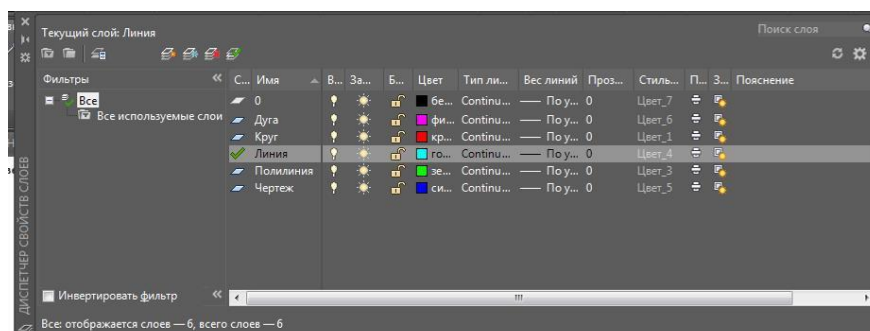 Текущий слой: Линия
Поиск слоя
Фильтры
С... Имя В... За... Б... Цвет Тип ли... Вес линий Проз... Стиль... П... З... Пояснение
Все
Все используемые слои
0 бе... Continu... По у... 0 Цвет_7
Дуга фи... Continu... По у... 0 Цвет_6
Круг кр... Continu... По у... 0 Цвет_1
Линия го... Continu... По у... 0 Цвет_4
Полилиния зе... Continu... По у... 0 Цвет_3
Чертеж си... Continu... По у... 0 Цвет_5
Инвертировать фильтр
Все: отображается слоев — 6, всего слоев — 6
ДИСПЕТЧЕР СВОЙСТВ СЛОЕВ